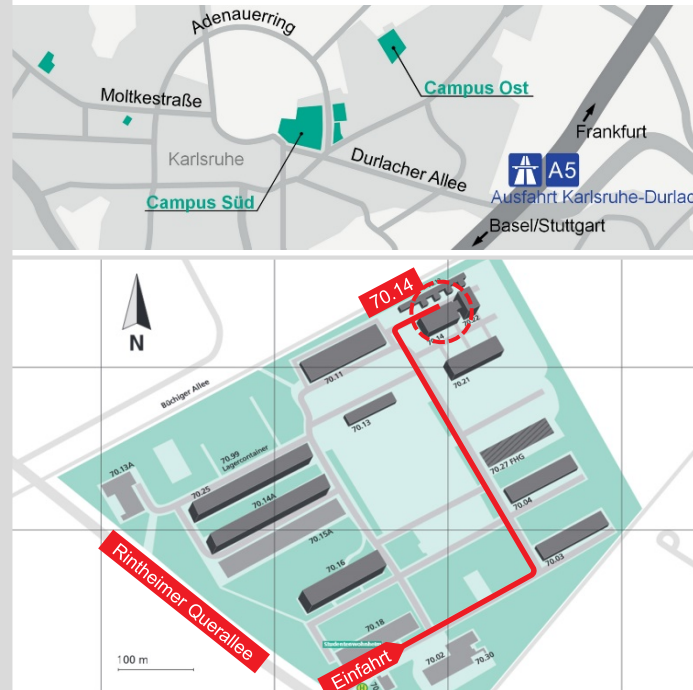 Adenauerring
Campus Ost
Moltkestraße
Frankfurt
Karlsruhe
Durlacher Allee
A5
Ausfahrt Karlsruhe-Durlac
Campus Süd
Basel/Stuttgart
70.14
N
70.14
70.11
70.21
Büchiger Allee
70.13
70.99
Lagercontainer
70.13A
70.27 FHG
70.25
70.04
70.14A
70.15A
70.03
Rintheimer Querallee
70.16
70.18
70.02
70.30
100 m
Einfahrt